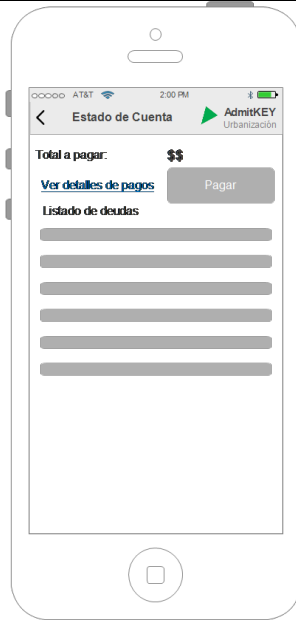 AT&T 2:00 PM
Estado de Cuenta
AdmitKEY
Urbanización
Total a pagar: $$
Ver detalles de pagos Pagar
Listado de deudas